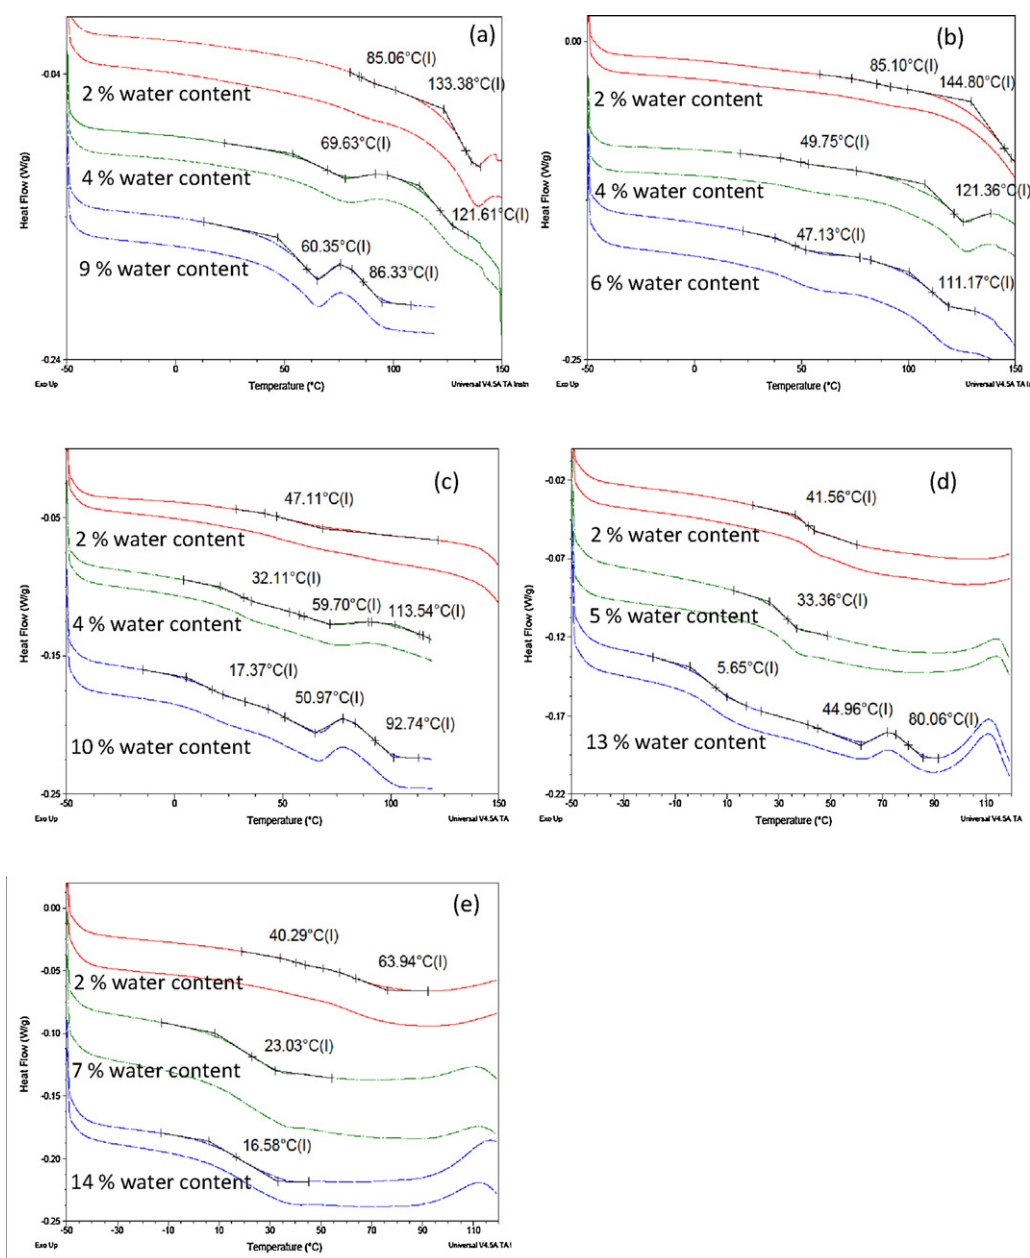 (a)
85.06°C(I)
133.38°C(I)
-0.04
2 % water content
69.63°C(I)
4 % water content
121.61°C(I)
60.35°C(I)
9 % water content
86.33°C(I)
Heat Flow (W/g)
-0.24
-50 0 50 100 150
Exo Up
Temperature (°C)
Universal V4.5A TA Instn
(b)
0.00
85.10°C(I)
144.80°C(I)
2 % water content
49.75°C(I)
4 % water content
121.36°C(I)
47.13°C(I)
6 % water content
111.17°C(I)
Heat Flow (W/g)
-0.25
-50 0 50 100 150
Exo Up
Temperature (°C)
Universal V4.5A TA
(c)
47.11°C(I)
-0.05
2 % water content
32.11°C(I)
59.70°C(I)
113.54°C(I)
4 % water content
-0.15
17.37°C(I)
50.97°C(I)
92.74°C(I)
10 % water content
Heat Flow (W/g)
-0.25
-50 0 50 100 150
Exo Up
Temperature (°C)
Universal V4.5A TA
(d)
-0.02
41.56°C(I)
2 % water content
-0.07
33.36°C(I)
5 % water content
-0.12
5.65°C(I)
44.96°C(I)
80.06°C(I)
-0.17
13 % water content
Heat Flow (W/g)
-0.22
-50 -30 -10 10 30 50 70 90 110
Exo Up
Temperature (°C)
Universal V4.5A TA
(e)
0.00
40.29°C(I)
63.94°C(I)
-0.05
2 % water content
-0.10
23.03°C(I)
7 % water content
-0.15
16.58°C(I)
-0.20
14 % water content
Heat Flow (W/g)
-0.25
-50 -30 -10 10 30 50 70 90 110
Exo Up
Temperature (°C)
Universal V4.5A TA I